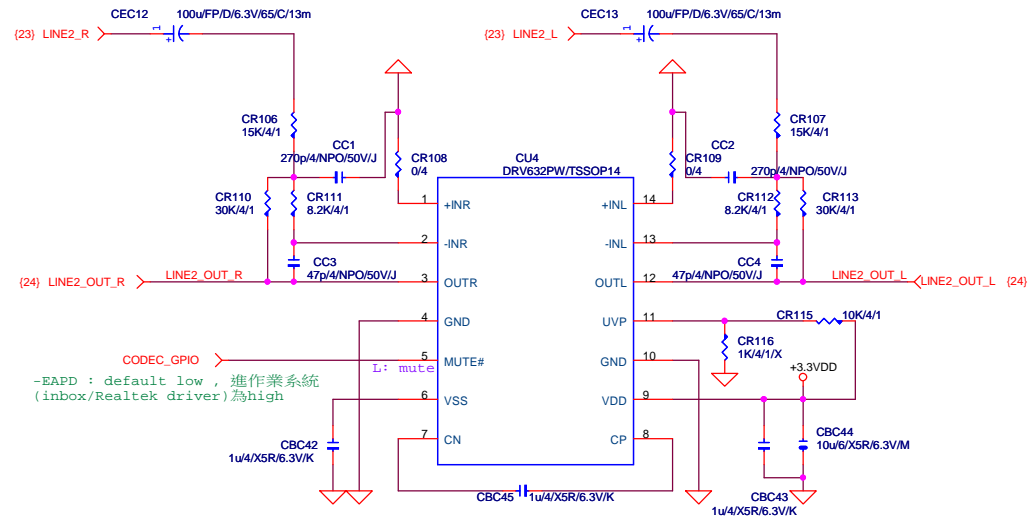 CEC12
100u/FP/D/6.3V/65/C/13m
CEC13
100u/FP/D/6.3V/65/C/13m
{23} LINE2_R
1
+
{23} LINE2_L
1
+
CR106
15K/4/1
CR107
15K/4/1
CC1
270p/4/NPO/50V/J
CR108
0/4
CU4
DRV632PW/TSSOP14
CR109
0/4
CC2
270p/4/NPO/50V/J
CR110
30K/4/1
CR111
8.2K/4/1
CR112
8.2K/4/1
CR113
30K/4/1
1
+INR
+INL
14
2
-INR
-INL
13
CC3
47p/4/NPO/50V/J
CC4
47p/4/NPO/50V/J
{24} LINE2_OUT_R
LINE2_OUT_R
3
OUTR
OUTL
12
LINE2_OUT_L
LINE2_OUT_L {24}
4
GND
UVP
11
CR115
10K/4/1
CR116
1K/4/1/X
CODEC_GPIO
5
MUTE#
L: mute
GND
10
+3.3VDD
-EAPD : default low , 進作業系統
(inbox/Realtek driver)為high
6
VSS
VDD
9
7
CN
CP
8
CBC42
1u/4/X5R/6.3V/K
CBC44
10u/6/X5R/6.3V/M
CBC45
1u/4/X5R/6.3V/K
CBC43
1u/4/X5R/6.3V/K